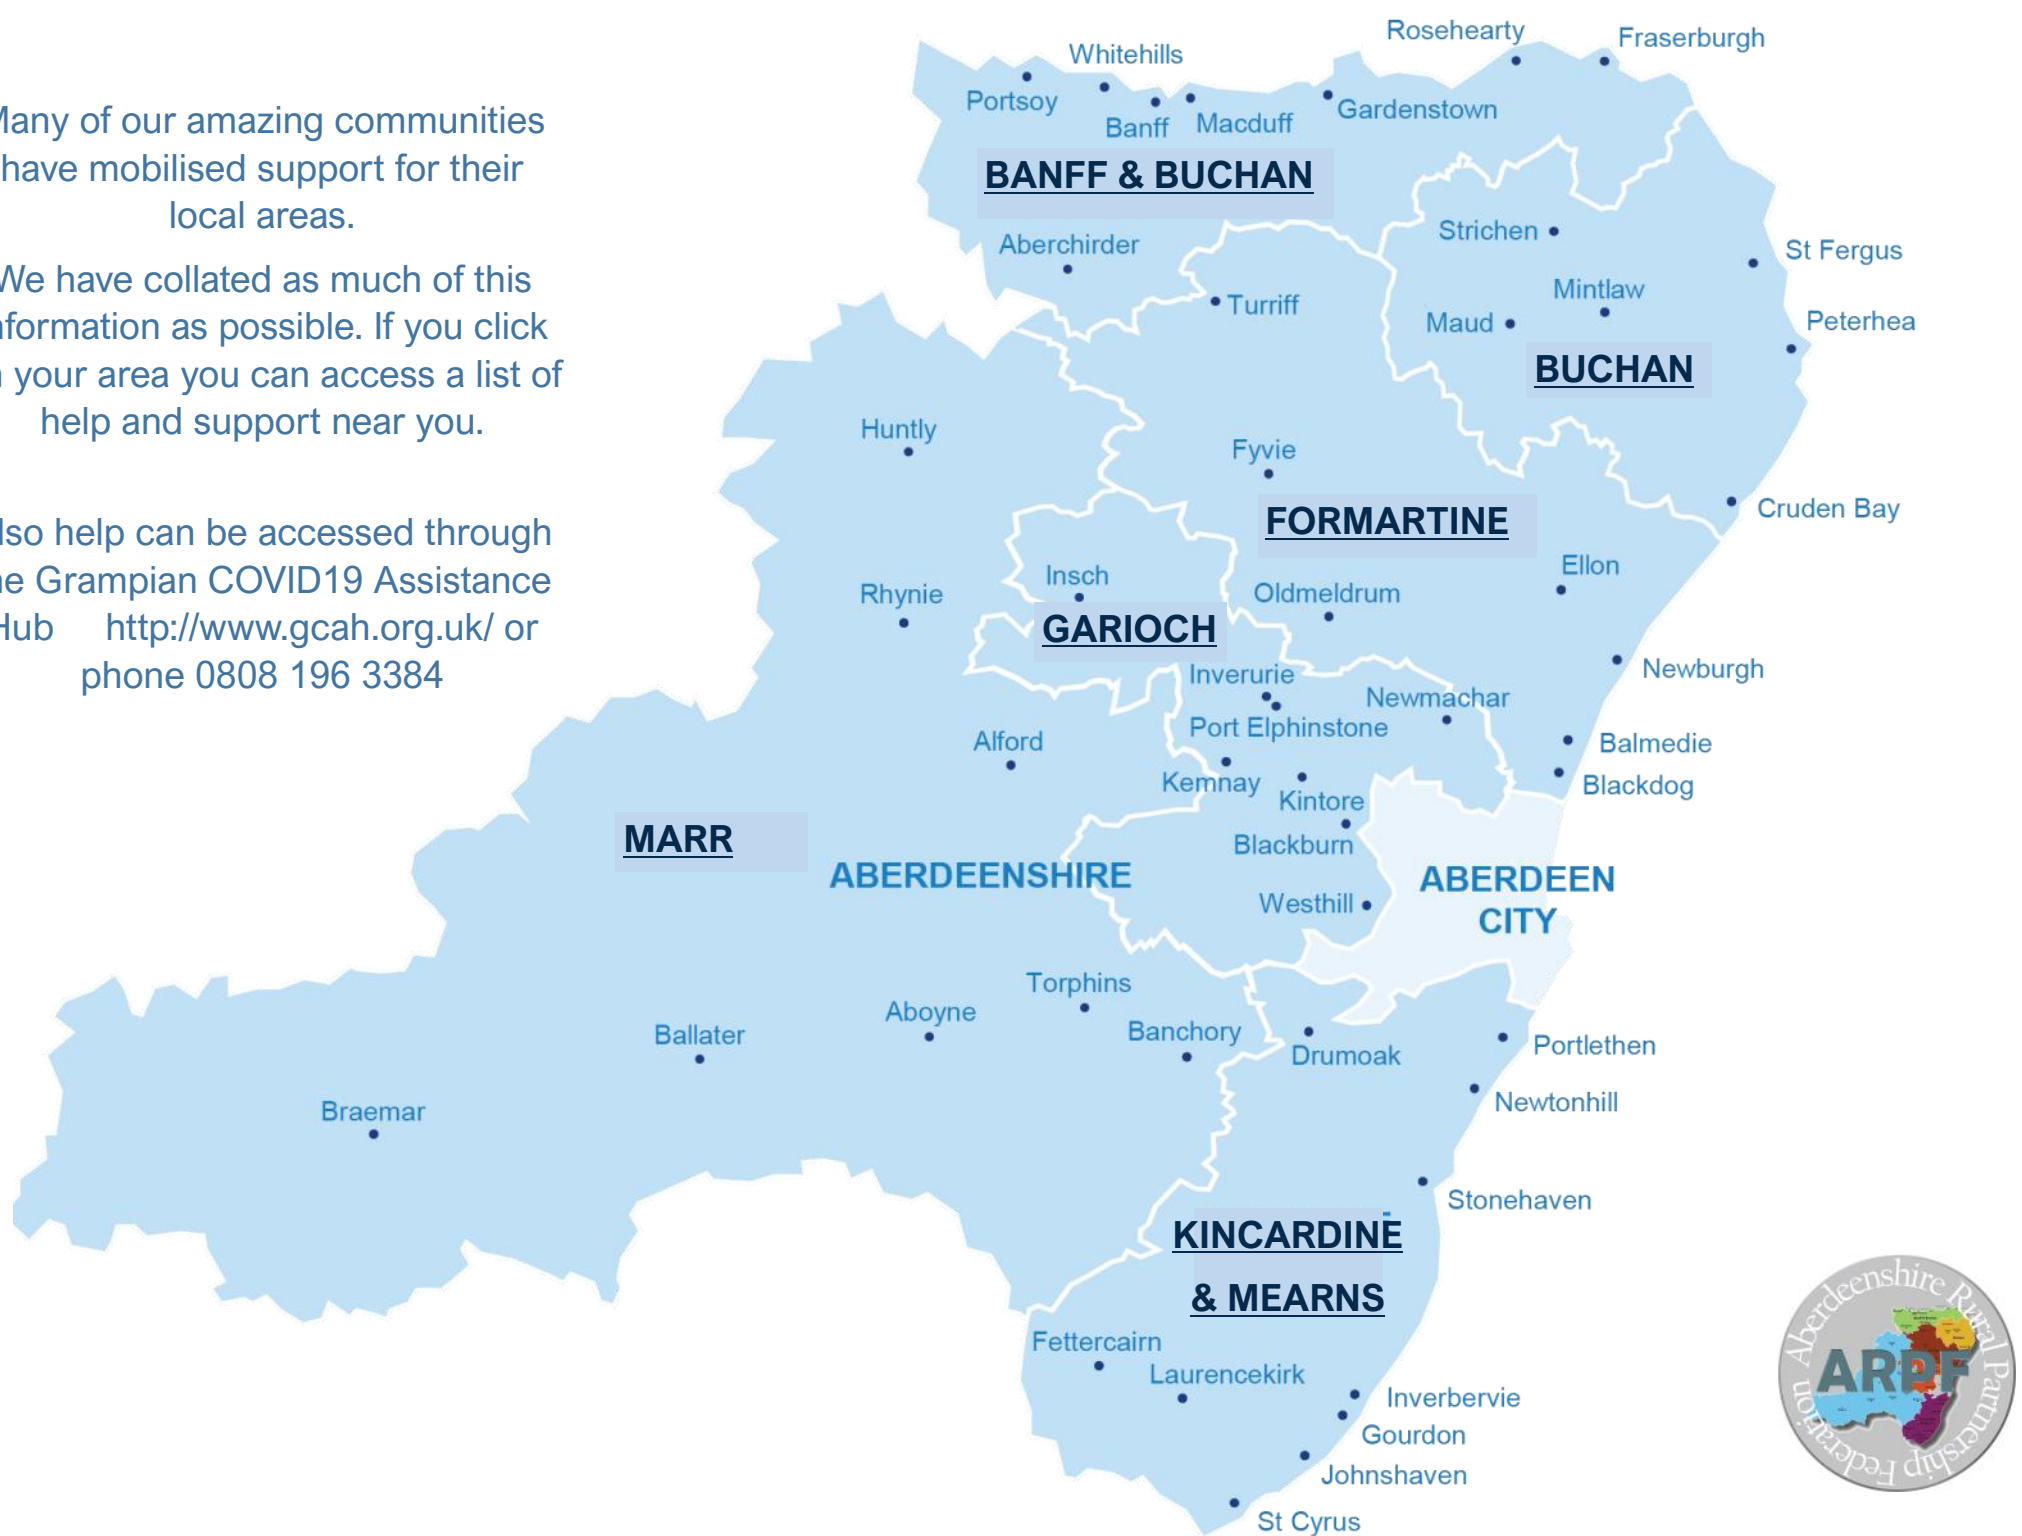 Many of our amazing communities
have mobilised support for their
local areas.
We have collated as much of this
nformation as possible. If you click
your area you can access a list of
help and support near you.
lso help can be accessed through
he Grampian COVID19 Assistance
Hub http://www.gcah.org.uk/ or
phone 0808 196 3384
Rosehearty
Fraserburgh
Whitehills
Portsoy
Banff
Macduff
Gardenstown
BANFF & BUCHAN
Aberchirder
Strichen
St Fergus
Turriff
Mintlaw
Maud
Peterhea
BUCHAN
Huntly
Fyvie
Cruden Bay
FORMARTINE
Ellon
Insch
Rhynie
Oldmeldrum
GARIOCH
Newburgh
Inverurie
Newmachar
Port Elphinstone
Alford
Balmedie
Kemnay
Blackdog
Kintore
MARR
Blackburn
ABERDEENSHIRE
ABERDEEN
CITY
Westhill
Torphins
Aboyne
Ballater
Banchory
Drumoak
Portlethen
Braemar
Newtonhill
Stonehaven
KINCARDINE
& MEARNS
Fettercairn
Laurencekirk
Inverbervie
Gourdon
Johnshaven
St Cyrus
Aberdeenshire Rural Partnership Federation
ARPF